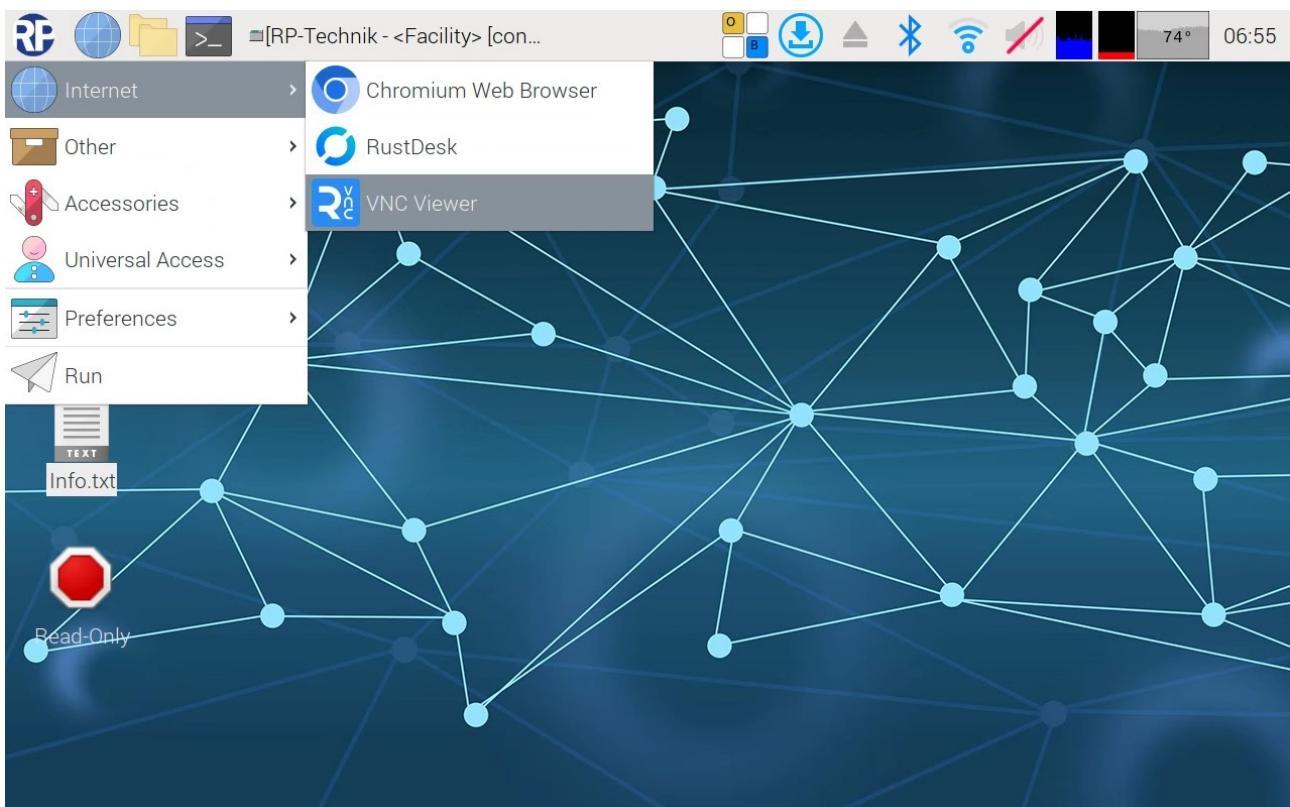 RP >_ [RP-Technik - <Facility> [con... O B 74° 06:55
Internet
Other
Accessories
Universal Access
Preferences
Run
Chromium Web Browser
RustDesk
R VNC VNC Viewer
TEXT
Info.txt
Read-Only